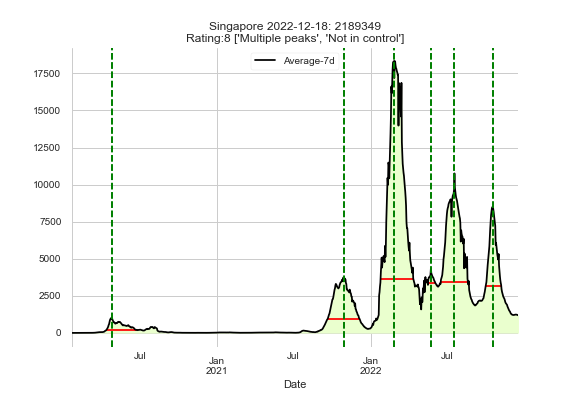 Singapore 2022-12-18: 2189349
Rating:8 ['Multiple peaks', 'Not in control']
Average-7d
17500
15000
12500
10000
7500
5000
2500
0
Jul
Jan
2021
Jul
Jan
2022
Jul
Date